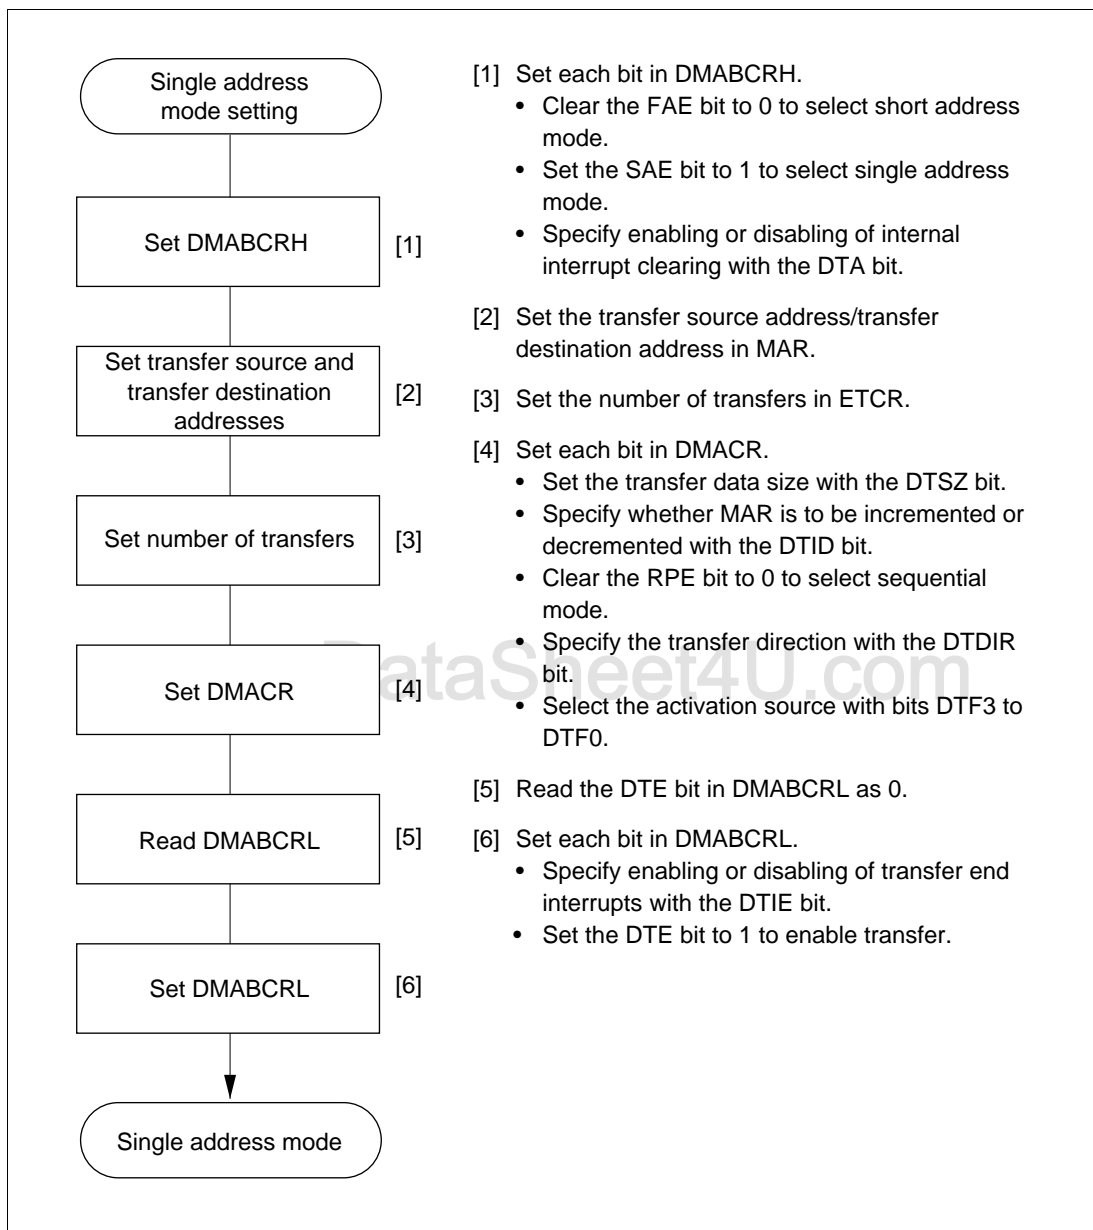 Single address
mode setting
Set DMABCRH
[1]
Set transfer source and
transfer destination
addresses
[2]
Set number of transfers
[3]
Set DMACR
[4]
Read DMABCRL
[5]
Set DMABCRL
[6]
Single address mode
[1] Set each bit in DMABCRH.
• Clear the FAE bit to 0 to select short address
mode.
• Set the SAE bit to 1 to select single address
mode.
• Specify enabling or disabling of internal
interrupt clearing with the DTA bit.
[2] Set the transfer source address/transfer
destination address in MAR.
[3] Set the number of transfers in ETCR.
[4] Set each bit in DMACR.
• Set the transfer data size with the DTSZ bit.
• Specify whether MAR is to be incremented or
decremented with the DTID bit.
• Clear the RPE bit to 0 to select sequential
mode.
• Specify the transfer direction with the DTDIR
bit.
• Select the activation source with bits DTF3 to
DTF0.
[5] Read the DTE bit in DMABCRL as 0.
[6] Set each bit in DMABCRL.
• Specify enabling or disabling of transfer end
interrupts with the DTIE bit.
• Set the DTE bit to 1 to enable transfer.
DataSheet4U.com